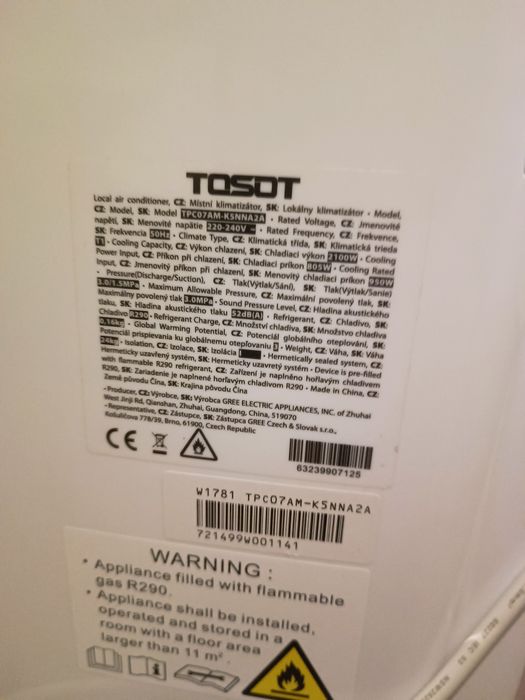 TOSOT
Local air conditioner, CZ: Místní klimatizátor, SK: Lokálny klimatizátor • Model,
CZ: Model, SK: Model TPC07AM-K5NNA2A • Rated Voltage, CZ: Jmenovité
napětí, SK: Menovité napätie 220-240V ~ • Rated Frequency, CZ: Frekvence,
SK: Frekvencia 50Hz • Climate Type, CZ: Klimatická třída, SK: Klimatická trieda
T1 • Cooling Capacity, CZ: Výkon chlazení, SK: Chladiaci výkon 2100W • Cooling
Power Input, CZ: Příkon při chlazení, SK: Chladiaci príkon 805W • Cooling Rated
Input, CZ: Jmenovitý příkon při chlazení, SK: Menovitý chladiaci príkon 950W
• Pressure(Discharge/Suction), CZ: Tlak(Výtlak/Sání), SK: Tlak(Výtlak/Sanie)
3.0/1.5MPa • Maximum Allowable Pressure, CZ: Maximální povolený tlak, SK:
Maximálny povolený tlak 3.0MPa • Sound Pressure Level, CZ: Hladina akustického
tlaku, SK: Hladina akustického tlaku 52dB(A) • Refrigerant, CZ: Chladivo, SK:
Chladivo R290 • Refrigerant Charge, CZ: Množství chladiva, SK: Množstvo chladiva
0.16kg • Global Warming Potential, CZ: Potenciál globálního oteplování, SK:
Potenciál prispievania ku globálnemu otepľovaniu 3 • Weight, CZ: Váha, SK: Váha
24kg • Isolation, CZ: Izolace, SK: Izolácia I • Hermetically sealed system, CZ:
Hermeticky uzavřený systém, SK: Hermeticky uzavretý systém • Device is pre-filled
with flammable R290 refrigerant, CZ: Zařízení je naplněno hořlavým chladivem
R290, SK: Zariadenie je naplnené horľavým chladivom R290 • Made in China, CZ:
Země původu Čína, SK: Krajina pôvodu Čína
• Producer, CZ: Výrobce, SK: Výrobca GREE ELECTRIC APPLIANCES, INC. of Zhuhai
West Jinji Rd, Qianshan, Zhuhai, Guangdong, China, 519070
• Representative, CZ: Zástupce, SK: Zástupca GREE Czech & Slovak s.r.o.,
Košuličova 778/39, Brno, 61900, Czech Republic
CE
63239907125
W1781 TPC07AM-K5NNA2A
721499W001141
WARNING :
• Appliance filled with flammable
gas R290.
• Appliance shall be installed,
operated and stored in a
room with a floor area
larger than 11 m².